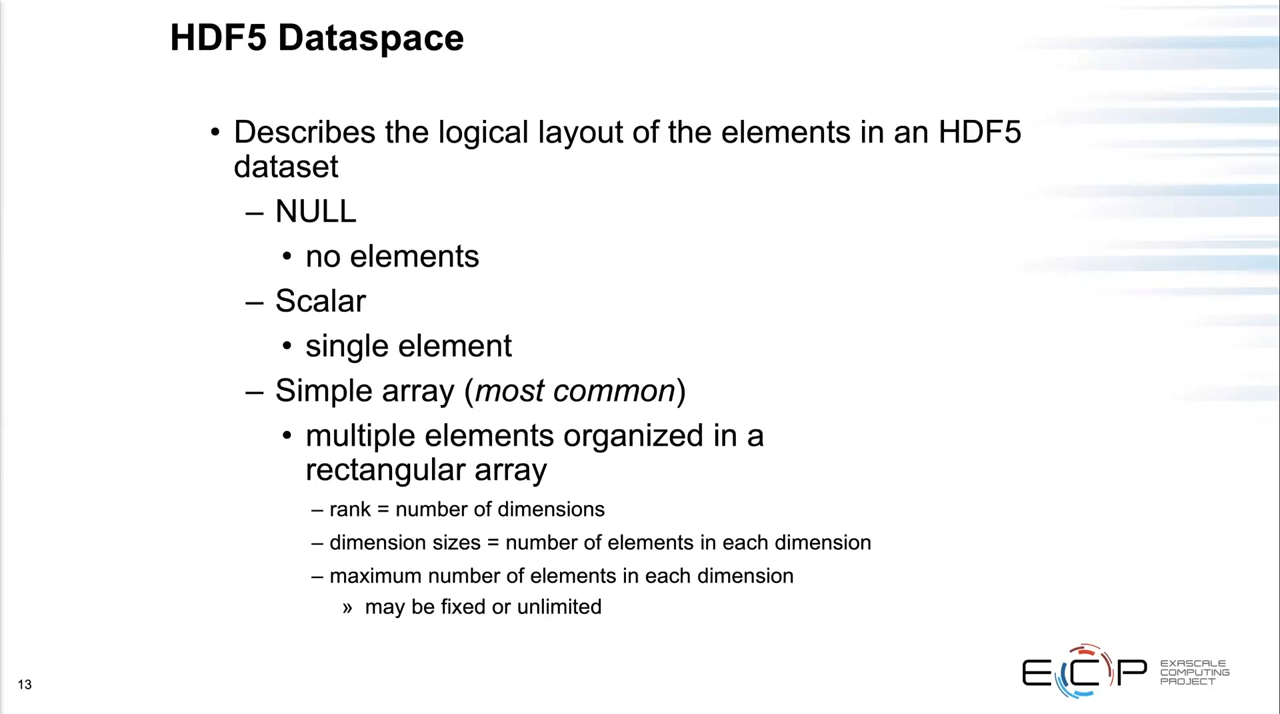 HDF5 Dataspace
• Describes the logical layout of the elements in an HDF5
dataset
– NULL
• no elements
– Scalar
• single element
– Simple array (most common)
• multiple elements organized in a
rectangular array
– rank = number of dimensions
– dimension sizes = number of elements in each dimension
– maximum number of elements in each dimension
» may be fixed or unlimited
13
ECP
EXASCALE
COMPUTING
PROJECT